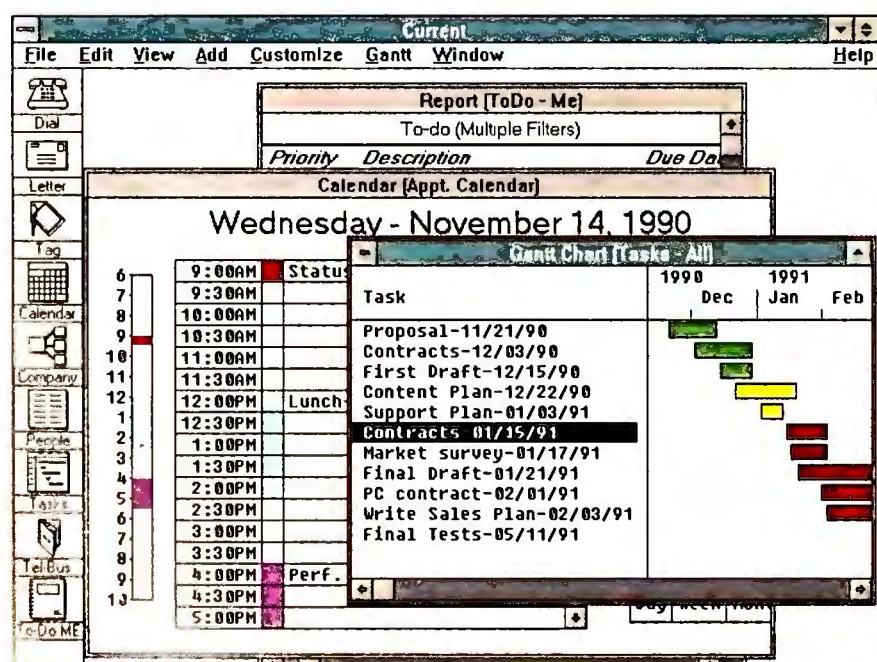 Current
File Edit View Add Customize Gantt Window Help
Dial
Letter
Tag
Calendar
Company
People
Tasks
Tel Bus
To-Do ME
Report [ToDo - Me]
To-do (Multiple Filters)
Priority Description Due
Calendar [Appt. Calendar]
Wednesday - November 14, 1990
6
7
8
9
10
11
12
1
2
3
4
5
6
7
8
9
10
9:00AM Status
9:30AM
10:00AM
10:30AM
11:00AM
11:30AM
12:00PM Lunch
12:30PM
1:00PM
1:30PM
2:00PM
2:30PM
3:00PM
3:30PM
4:00PM Perf.
4:30PM
5:00PM
Gantt Chart [Tasks - All]
1990 1991
Task Dec Jan Feb
Proposal-11/21/90
Contracts-12/03/90
First Draft-12/15/90
Content Plan-12/22/90
Support Plan-01/03/91
Contracts-01/15/91
Market survey-01/17/91
Final Draft-01/21/91
PC contract-02/01/91
Write Sales Plan-02/03/91
Final Tests-05/11/91